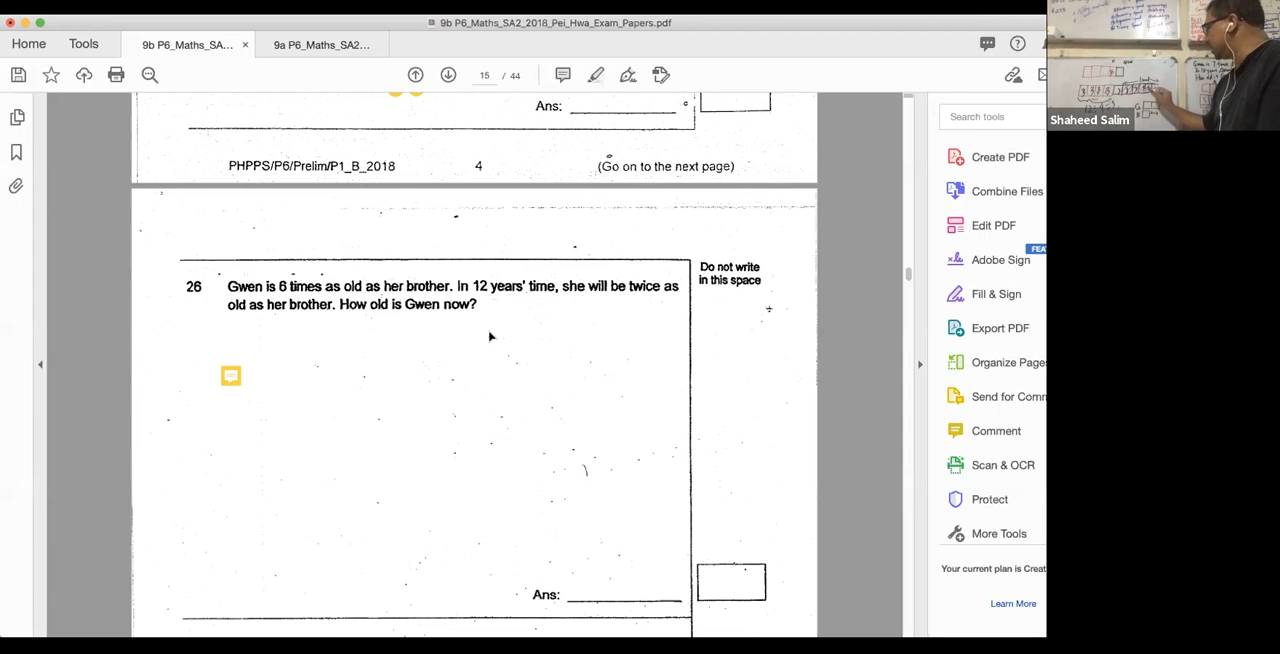 9b P6_Maths_SA2_2018_Pei_Hwa_Exam_Papers.pdf
Home
Tools
9b P6_Maths_SA...
×
9a P6_Maths_SA2...
15 / 44
Ans:
PHPPS/P6/Prelim/P1_B_2018
4
(Go on to the next page)
Do not write
in this space
26 Gwen is 6 times as old as her brother. In 12 years' time, she will be twice as
old as her brother. How old is Gwen now?
Ans:
Search tools
Create PDF
Combine Files
Edit PDF
FEA
Adobe Sign
Fill & Sign
Export PDF
Organize Pages
Send for Comm
Comment
Scan & OCR
Protect
More Tools
Your current plan is Creat
Learn More
Shaheed Salim